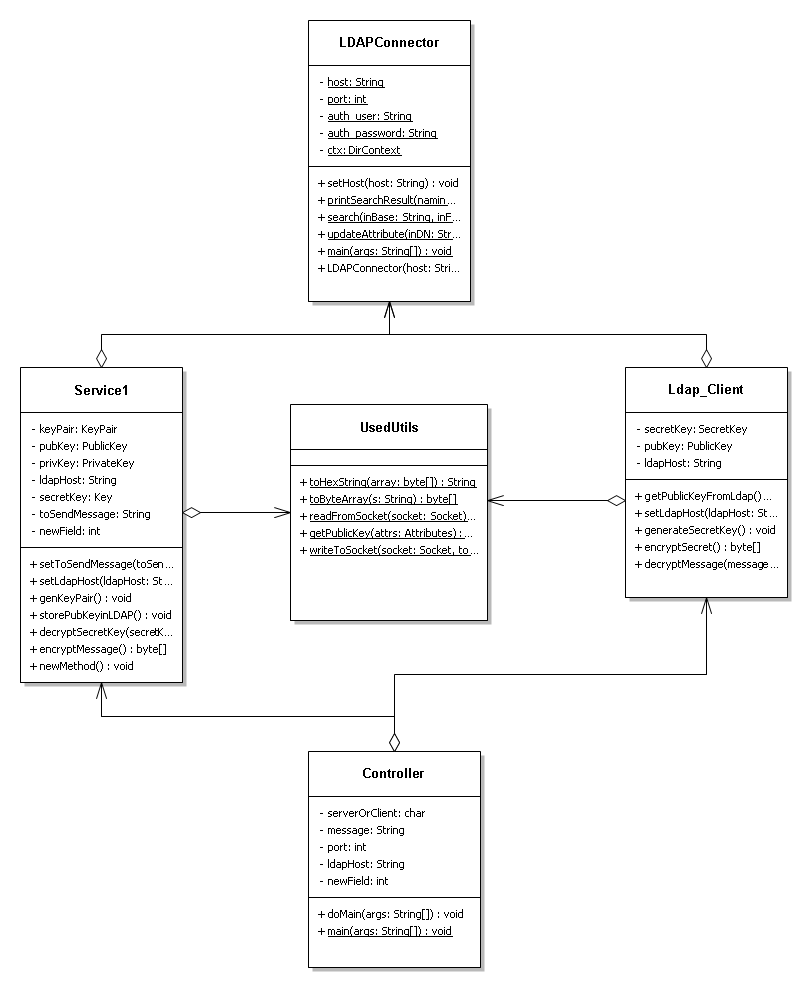 LDAPConnector
- host: String
- port: int
- auth_user: String
- auth_password: String
- ctx: DirContext
+ setHost(host: String) : void
+ printSearchResult(namin...
+ search(inBase: String, inF...
+ updateAttribute(inDN: Str...
+ main(args: String[]) : void
+ LDAPConnector(host: Stri...
Service1
- keyPair: KeyPair
- pubKey: PublicKey
- privKey: PrivateKey
- ldapHost: String
- secretKey: Key
- toSendMessage: String
- newField: int
+ setToSendMessage(toSen...
+ setLdapHost(ldapHost: St...
+ genKeyPair() : void
+ storePubKeyinLDAP() : void
+ decryptSecretKey(secretK...
+ encryptMessage() : byte[]
+ newMethod() : void
UsedUtils
+ toHexString(array: byte[]) : String
+ toByteArray(s: String) : byte[]
+ readFromSocket(socket: Socket)...
+ getPublicKey(attrs: Attributes) : ...
+ writeToSocket(socket: Socket, to...
Ldap_Client
- secretKey: SecretKey
- pubKey: PublicKey
- ldapHost: String
+ getPublicKeyFromLdap()...
+ setLdapHost(ldapHost: St...
+ generateSecretKey() : void
+ encryptSecret() : byte[]
+ decryptMessage(message...
Controller
- serverOrClient: char
- message: String
- port: int
- ldapHost: String
- newField: int
+ doMain(args: String[]) : void
+ main(args: String[]) : void